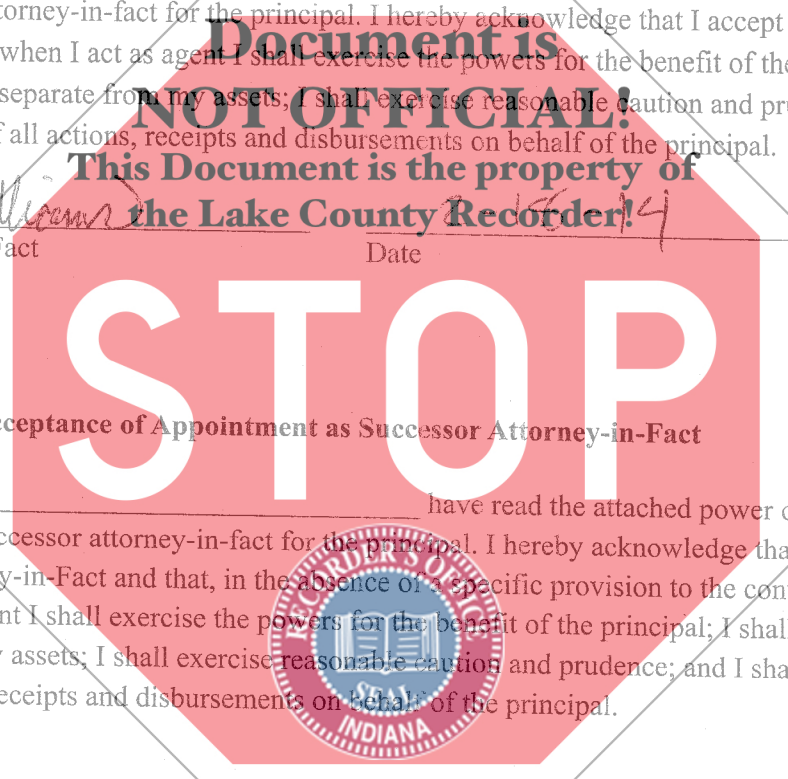 torney-in-fact for the principal. I hereby acknowledge that I accept
Document is
when I act as agent I shall exercise the powers for the benefit of the
NOT OFFICIAL!
separate from my assets; I shall exercise reasonable caution and pru
f all actions, receipts and disbursements on behalf of the principal.
This Document is the property of
the Lake County Recorder!
Fact
Date
STOP
cceptance of Appointment as Successor Attorney-in-Fact
have read the attached power o
ccessor attorney-in-fact for the principal. I hereby acknowledge tha
y-in-Fact and that, in the absence of a specific provision to the con
nt I shall exercise the powers for the benefit of the principal; I shal
y assets; I shall exercise reasonable caution and prudence; and I sha
eceipts and disbursements on behalf of the principal.
RECORDER'S OFFICE
SEAL
INDIANA